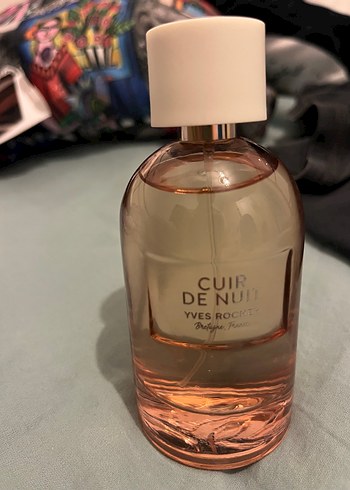 CUIR
DE NUIT
YVES ROCHER
Bretagne, France